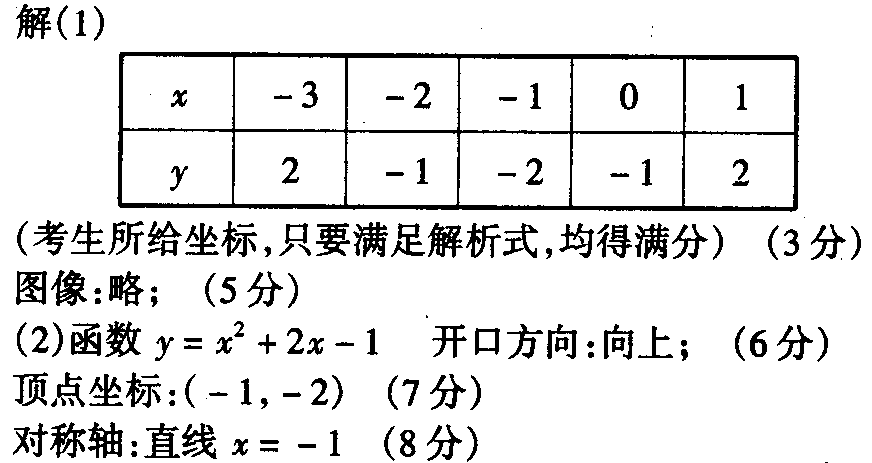 解(1)
x -3 -2 -1 0 1
y 2 -1 -2 -1 2
(考生所给坐标,只要满足解析式,均得满分) (3分)
图像:略; (5分)
(2)函数 y = x² + 2x - 1 开口方向:向上; (6分)
顶点坐标:( - 1, - 2) (7分)
对称轴:直线 x = - 1 (8分)